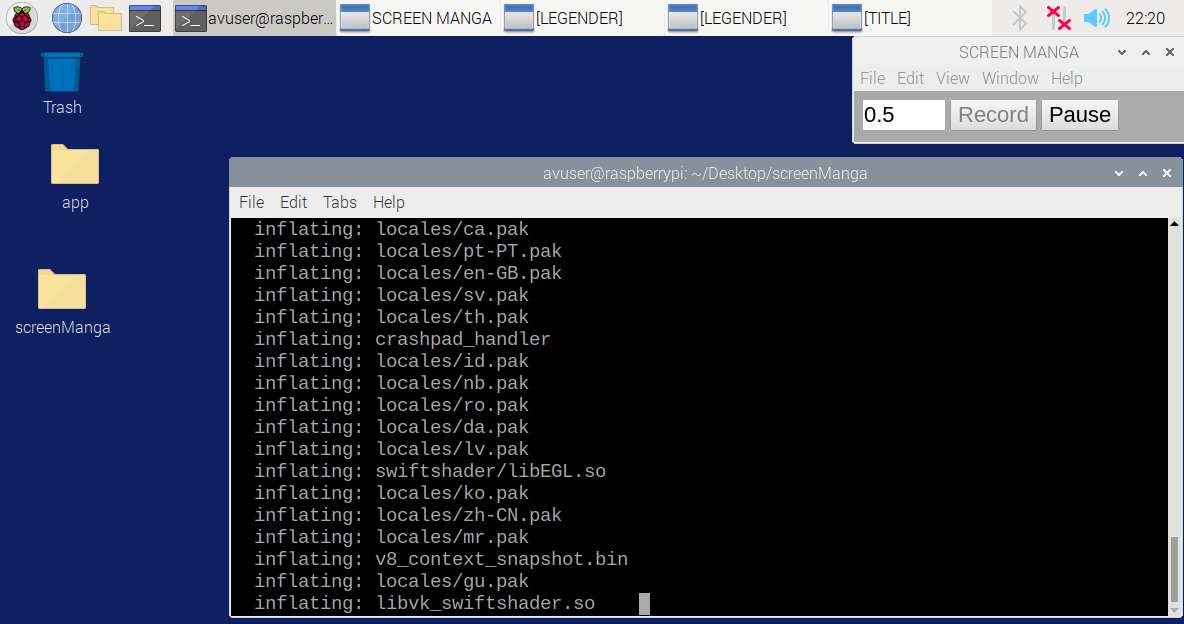 avuser@raspber... SCREEN MANGA [LEGENDER] [LEGENDER] [TITLE] 22:20
Trash
app
screenManga
SCREEN MANGA
File Edit View Window Help
0.5 Record Pause
avuser@raspberrypi: ~/Desktop/screenManga
File Edit Tabs Help
inflating: locales/ca.pak
inflating: locales/pt-PT.pak
inflating: locales/en-GB.pak
inflating: locales/sv.pak
inflating: locales/th.pak
inflating: crashpad_handler
inflating: locales/id.pak
inflating: locales/nb.pak
inflating: locales/ro.pak
inflating: locales/da.pak
inflating: locales/lv.pak
inflating: swiftshader/libEGL.so
inflating: locales/ko.pak
inflating: locales/zh-CN.pak
inflating: locales/mr.pak
inflating: v8_context_snapshot.bin
inflating: locales/gu.pak
inflating: libvk_swiftshader.so